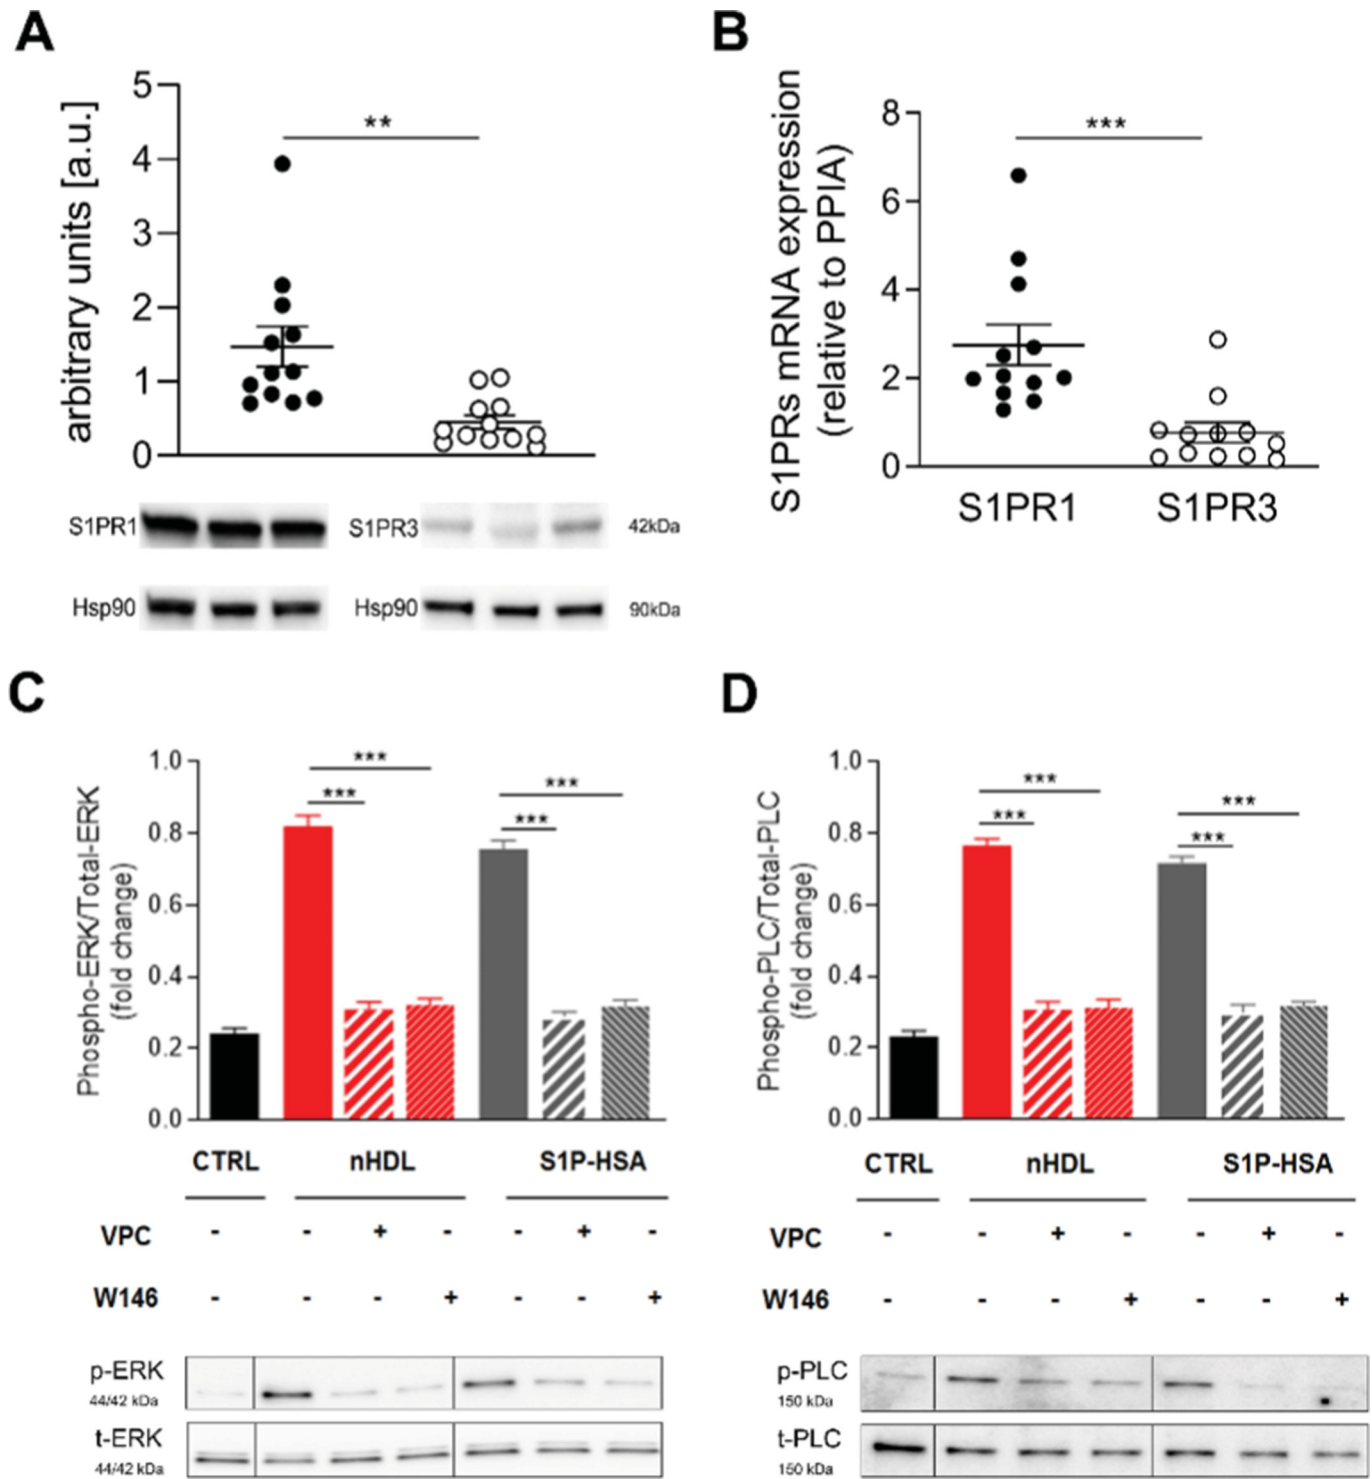 A
arbitrary units [a.u.]
5
4
3
2
1
0
**
S1PR1
S1PR3
42kDa
Hsp90
Hsp90
90kDa
B
S1PRs mRNA expression
(relative to PPIA)
8
6
4
2
0
***
S1PR1
S1PR3
C
Phospho-ERK/Total-ERK
(fold change)
1.0
0.8
0.6
0.4
0.2
0.0
***
***
***
***
CTRL
nHDL
S1P-HSA
VPC - - + - - + -
W146 - - - + - - +
p-ERK
44/42 kDa
t-ERK
44/42 kDa
D
Phospho-PLC/Total-PLC
(fold change)
1.0
0.8
0.6
0.4
0.2
0.0
***
***
***
***
CTRL
nHDL
S1P-HSA
VPC - - + - - + -
W146 - - - + - - +
p-PLC
150 kDa
t-PLC
150 kDa